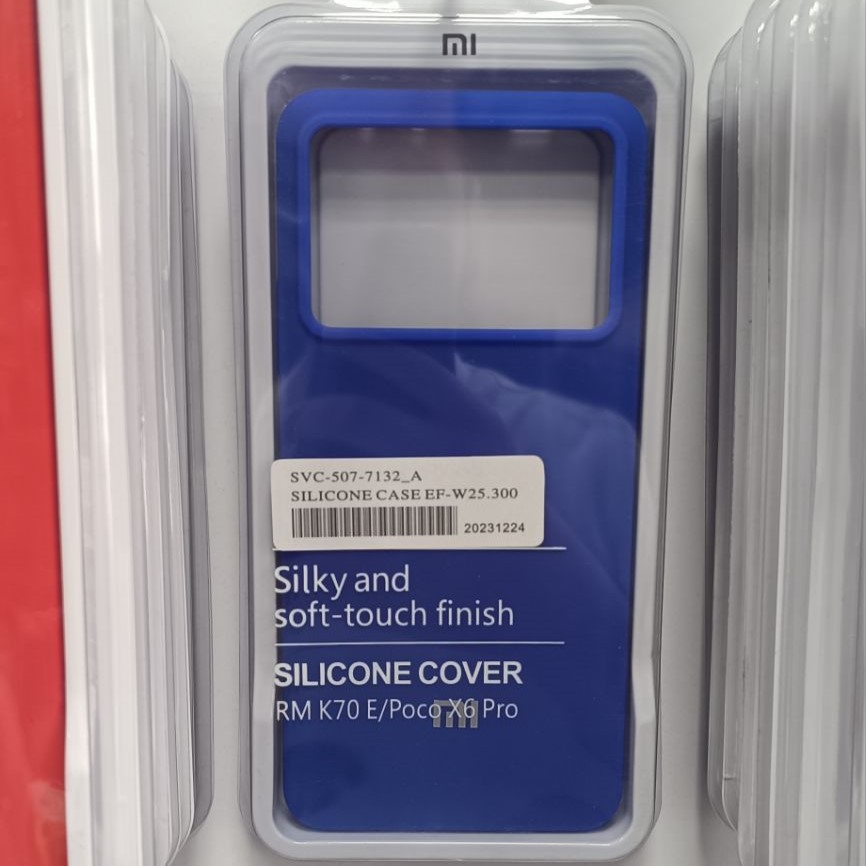 mi
SVC-507-7132_A
SILICONE CASE EF-W25.300
20231224
Silky and
soft-touch finish
SILICONE COVER
RM K70 E/Poco X6 Pro
mi